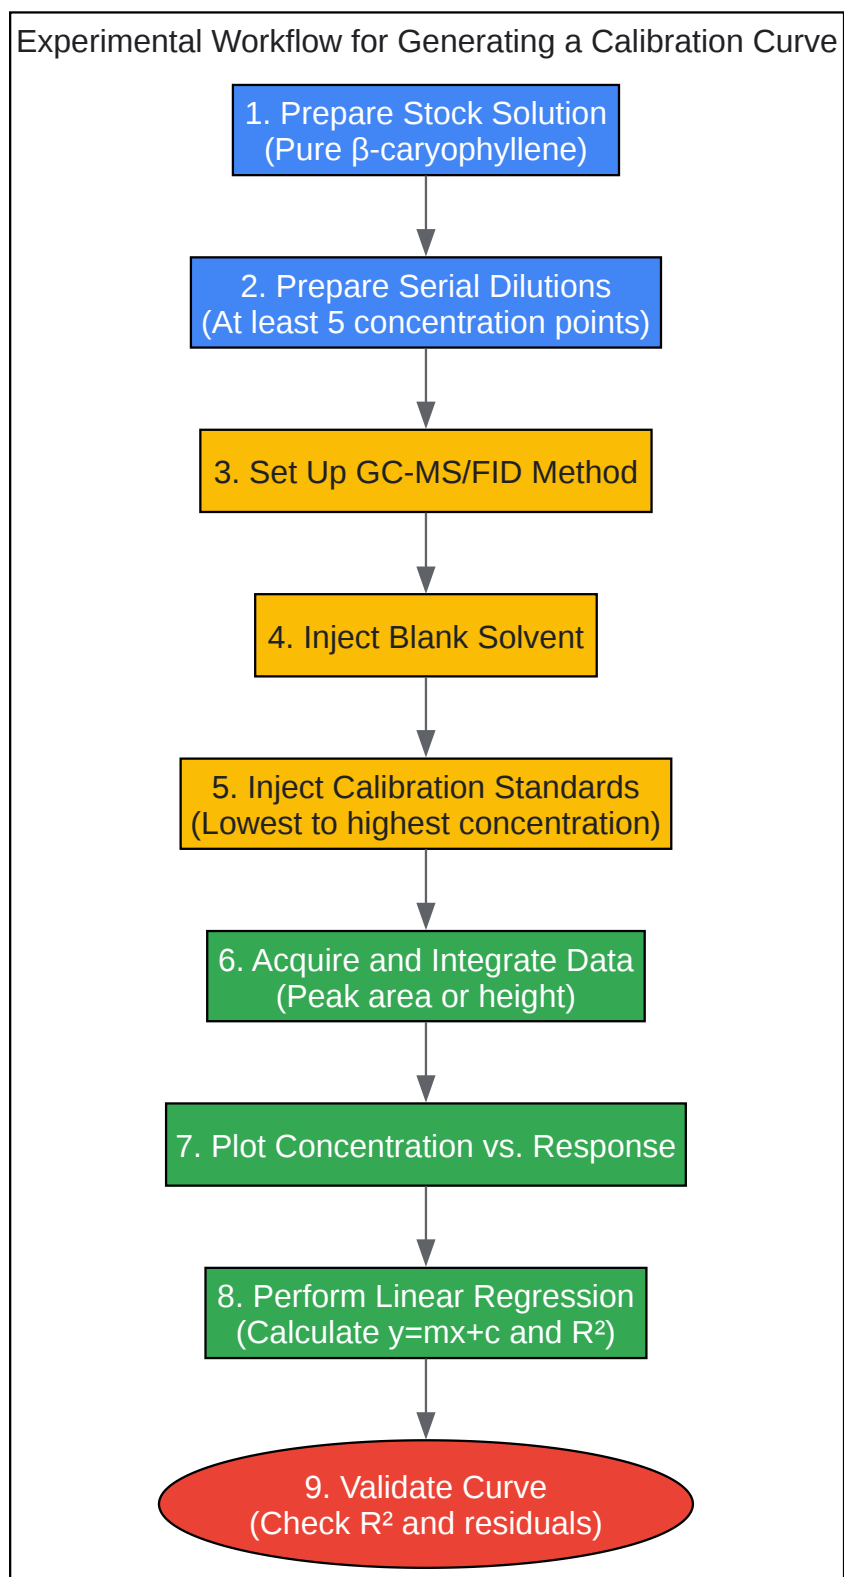 Experimental Workflow for Generating a Calibration Curve
1. Prepare Stock Solution
(Pure β-caryophyllene)
2. Prepare Serial Dilutions
(At least 5 concentration points)
3. Set Up GC-MS/FID Method
4. Inject Blank Solvent
5. Inject Calibration Standards
(Lowest to highest concentration)
6. Acquire and Integrate Data
(Peak area or height)
7. Plot Concentration vs. Response
8. Perform Linear Regression
(Calculate y=mx+c and R²)
9. Validate Curve
(Check R² and residuals)